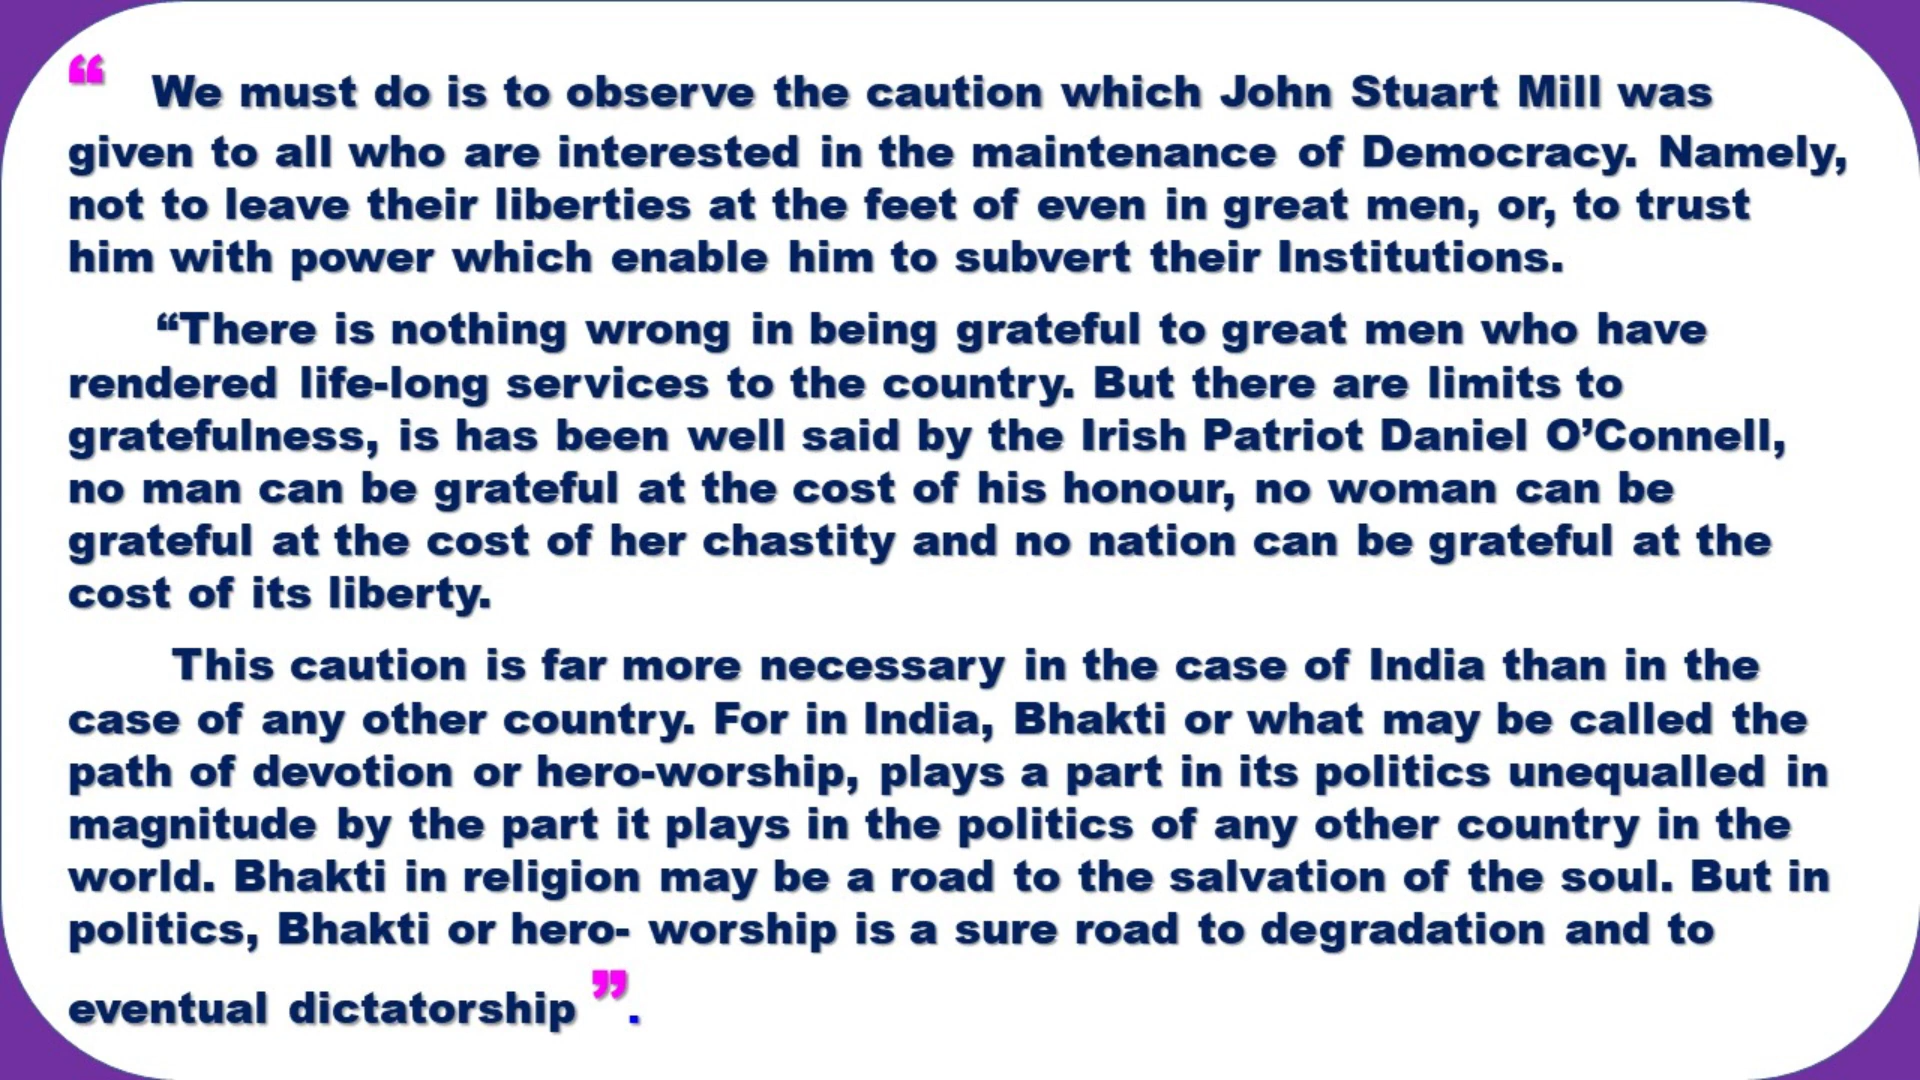 “ We must do is to observe the caution which John Stuart Mill was
given to all who are interested in the maintenance of Democracy. Namely,
not to leave their liberties at the feet of even in great men, or, to trust
him with power which enable him to subvert their Institutions.
“There is nothing wrong in being grateful to great men who have
rendered life-long services to the country. But there are limits to
gratefulness, is has been well said by the Irish Patriot Daniel O’Connell,
no man can be grateful at the cost of his honour, no woman can be
grateful at the cost of her chastity and no nation can be grateful at the
cost of its liberty.
This caution is far more necessary in the case of India than in the
case of any other country. For in India, Bhakti or what may be called the
path of devotion or hero-worship, plays a part in its politics unequalled in
magnitude by the part it plays in the politics of any other country in the
world. Bhakti in religion may be a road to the salvation of the soul. But in
politics, Bhakti or hero- worship is a sure road to degradation and to
eventual dictatorship ”.